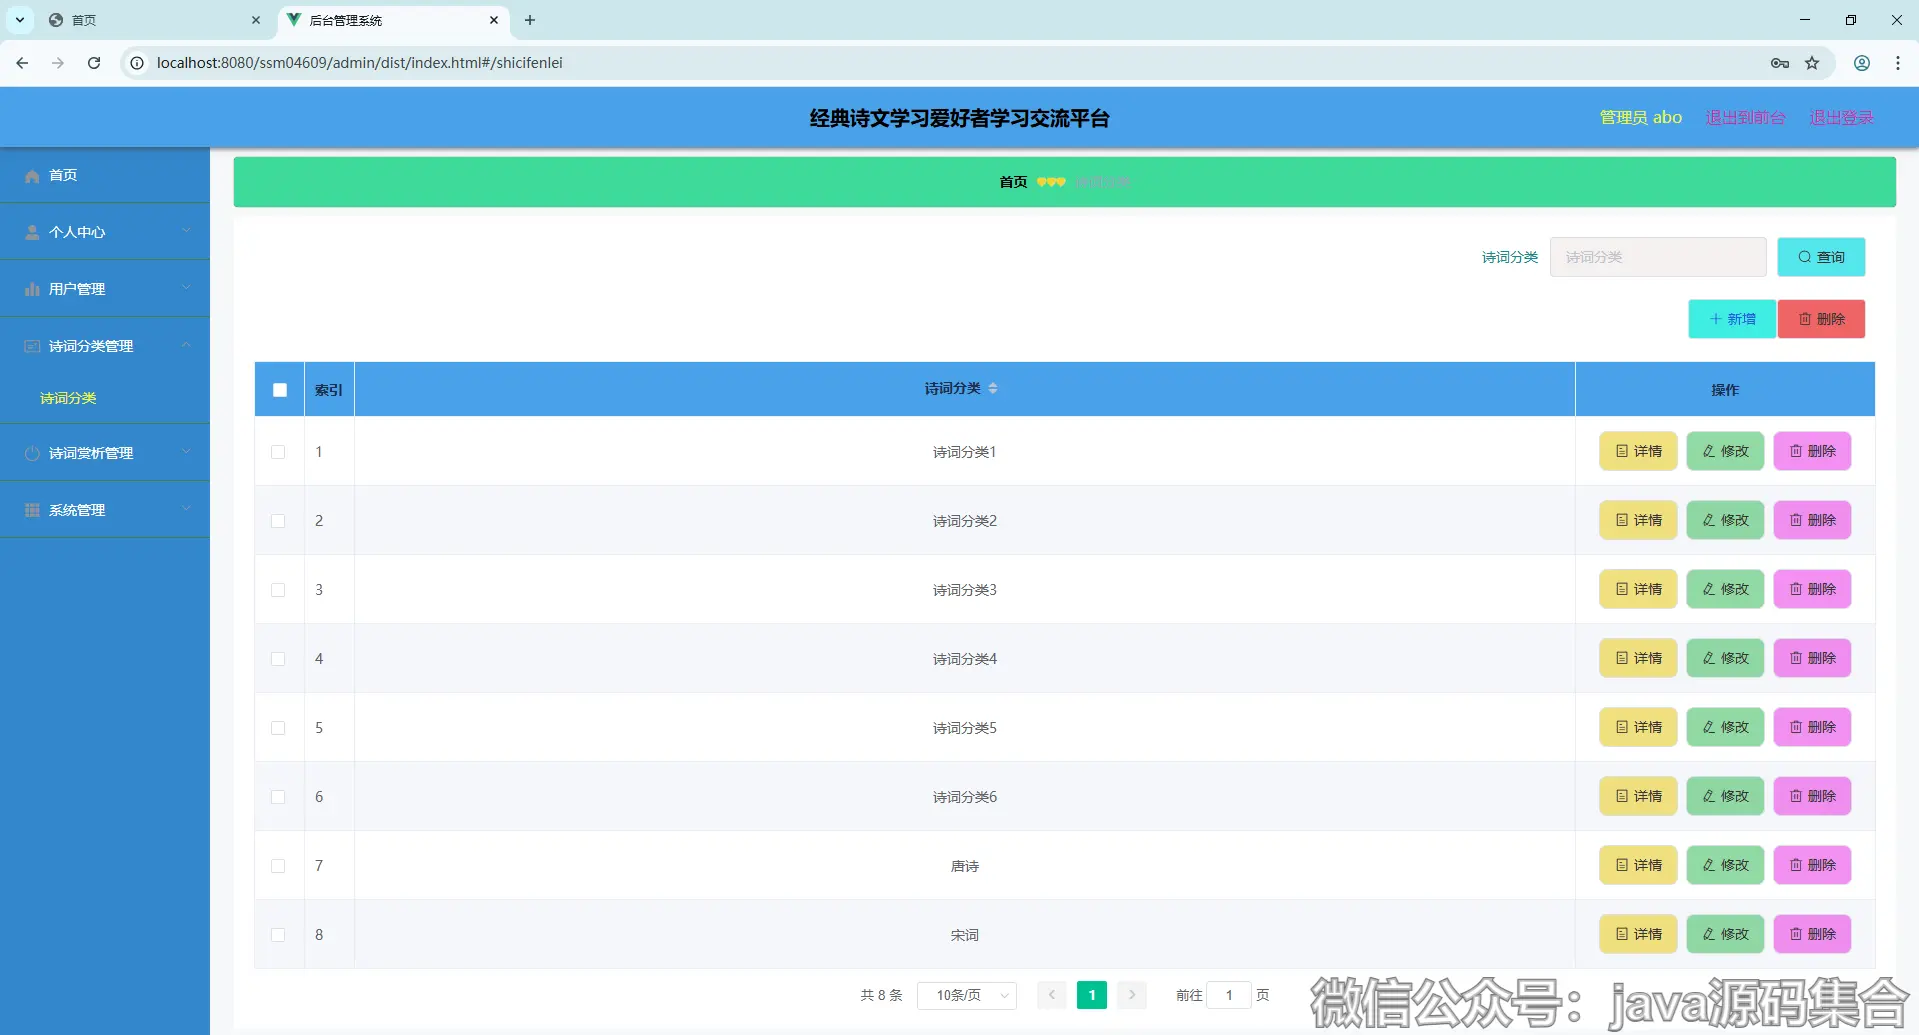 首页
后台管理系统
localhost:8080/ssm04609/admin/dist/index.html#/shicifenlei
经典诗文学习爱好者学习交流平台
管理员 abo 退出到前台 退出登录
首页
个人中心
用户管理
诗词分类管理
诗词分类
诗词赏析管理
系统管理
首页 诗词分类
诗词分类 诗词分类 查询
新增 删除
索引 诗词分类 操作
1 诗词分类1 详情 修改 删除
2 诗词分类2 详情 修改 删除
3 诗词分类3 详情 修改 删除
4 诗词分类4 详情 修改 删除
5 诗词分类5 详情 修改 删除
6 诗词分类6 详情 修改 删除
7 唐诗 详情 修改 删除
8 宋词 详情 修改 删除
共 8 条 10条/页 1 前往 1 页
微信公众号：java源码集合